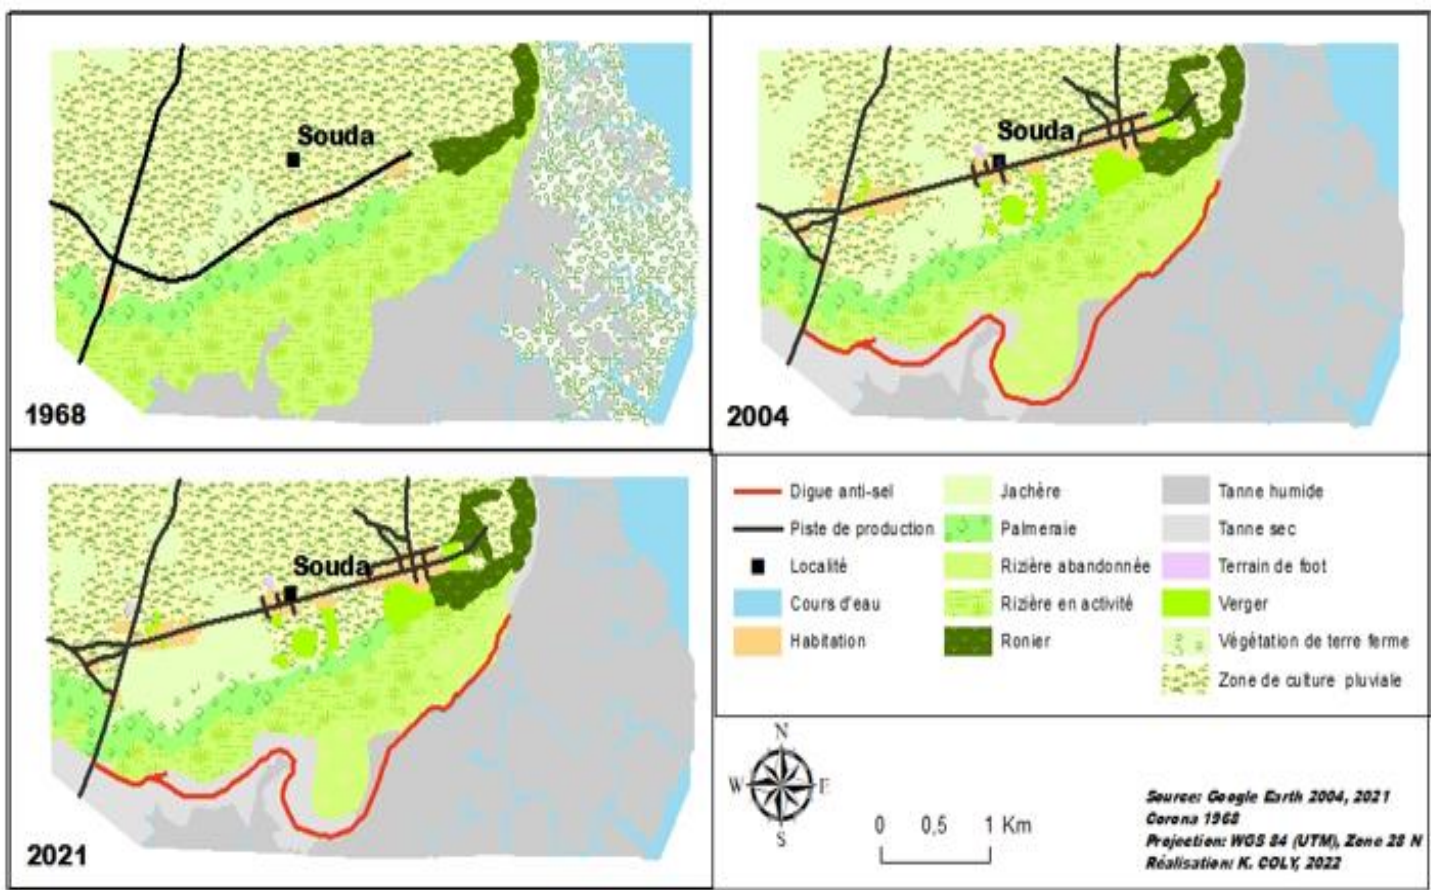 Souda
1968
Souda
2004
Souda
2021
Digue anti-sel
Piste de production
Localité
Cours d'eau
Habitation
Jachère
Palmeraie
Rizière abandonnée
Rizière en activité
Ronier
Tanne humide
Tanne sec
Terrain de foot
Verger
Végétation de terre ferme
Zone de culture pluviale
N
W E
S
0 0,5 1 Km
Source: Google Earth 2004, 2021
Corona 1968
Projection: WGS 84 (UTM), Zone 28 N
Réalisation: K. COLY, 2022